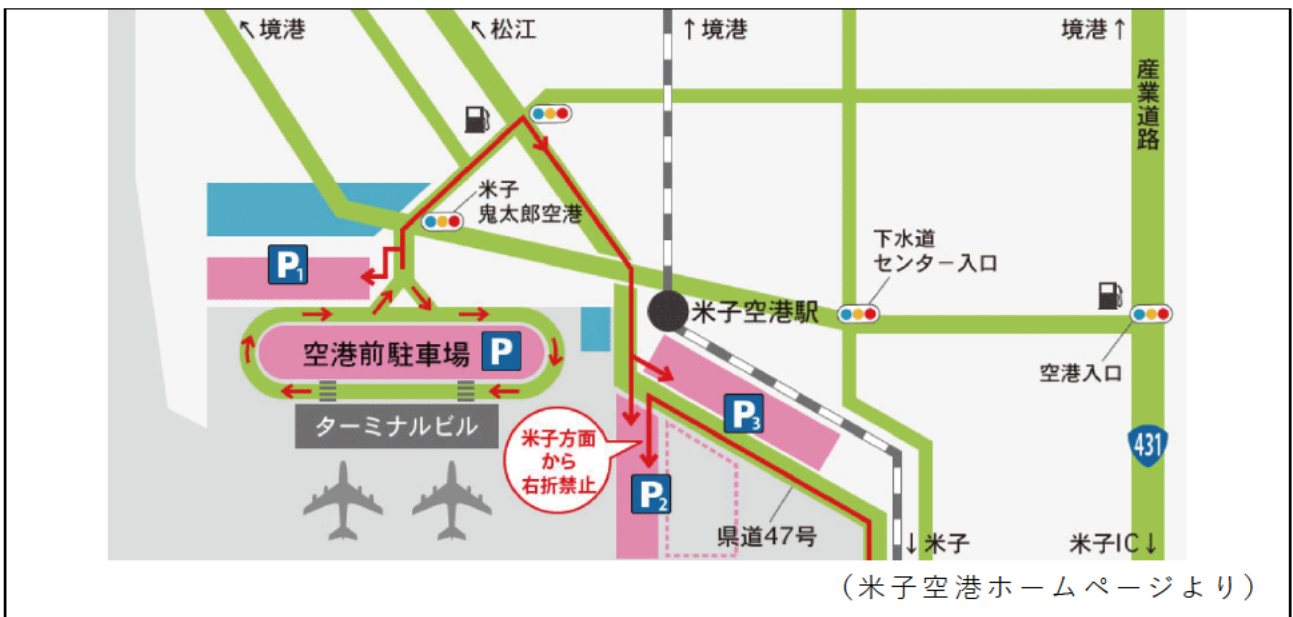 ↖境港
↖松江
↑境港
境港↑
産業道路
米子
鬼太郎空港
P1
下水道
センター入口
米子空港駅
空港前駐車場 P
空港入口
ターミナルビル
P3
米子方面
から
右折禁止
431
P2
県道47号
↓米子
米子IC↓
（米子空港ホームページより）